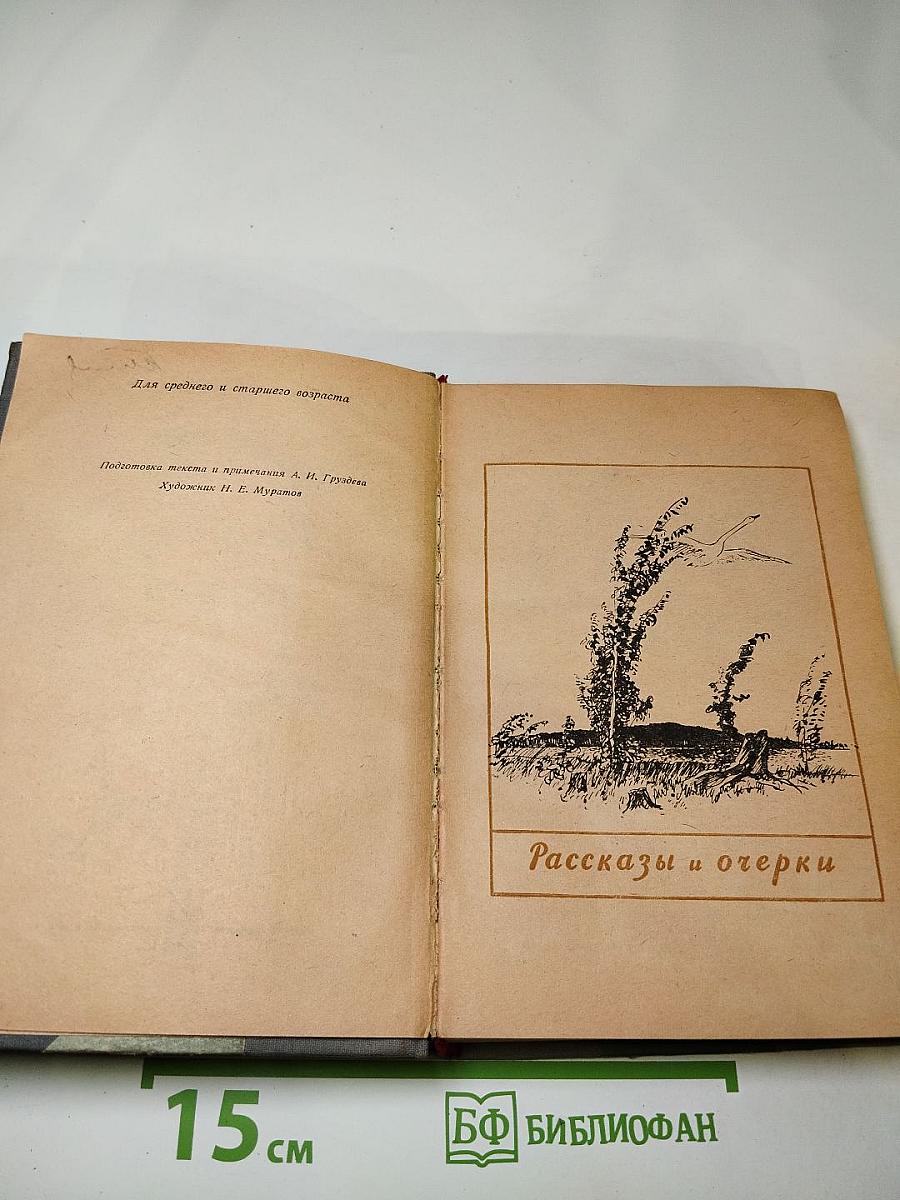 Для среднего и старшего возраста
Подготовка текста и примечания А. И. Груздева
Художник Н. Е. Муратов
Рассказы и очерки
15 см
БФ БИБЛИОФАН